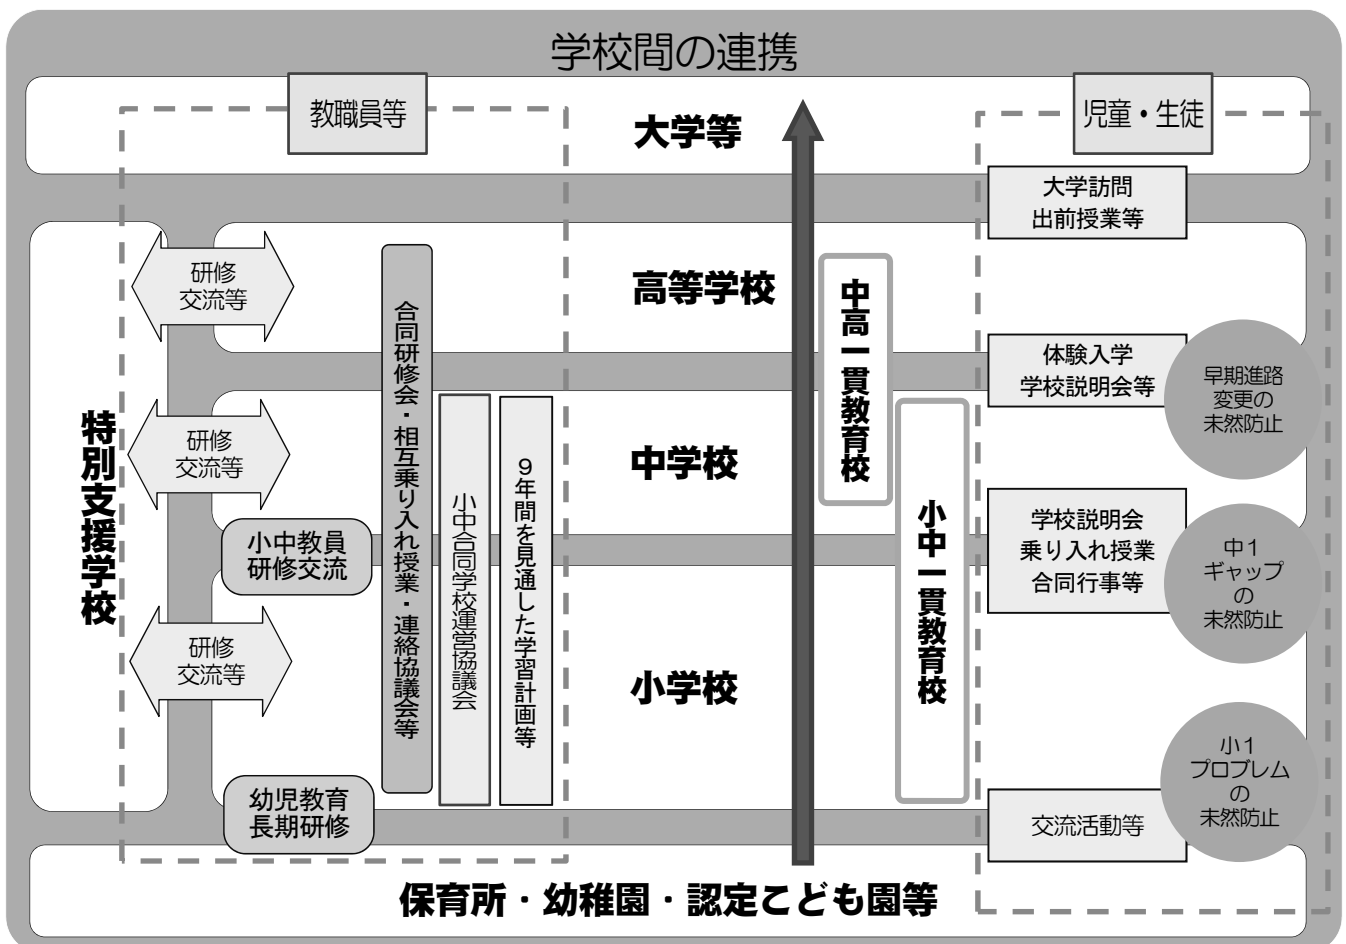 学校間の連携
教職員等
児童・生徒
大学等
大学訪問
出前授業等
研修
交流等
高等学校
中高一貫教育校
合同研修会・相互乗り入れ授業・連絡協議会等
体験入学
学校説明会等
早期進路
変更の
未然防止
特別支援学校
研修
交流等
中学校
小中合同学校運営協議会
9年間を見通した学習計画等
小中一貫教育校
小中教員
研修交流
学校説明会
乗り入れ授業
合同行事等
中1
ギャップ
の
未然防止
研修
交流等
小学校
幼児教育
長期研修
交流活動等
小1
プロブレム
の
未然防止
保育所・幼稚園・認定こども園等